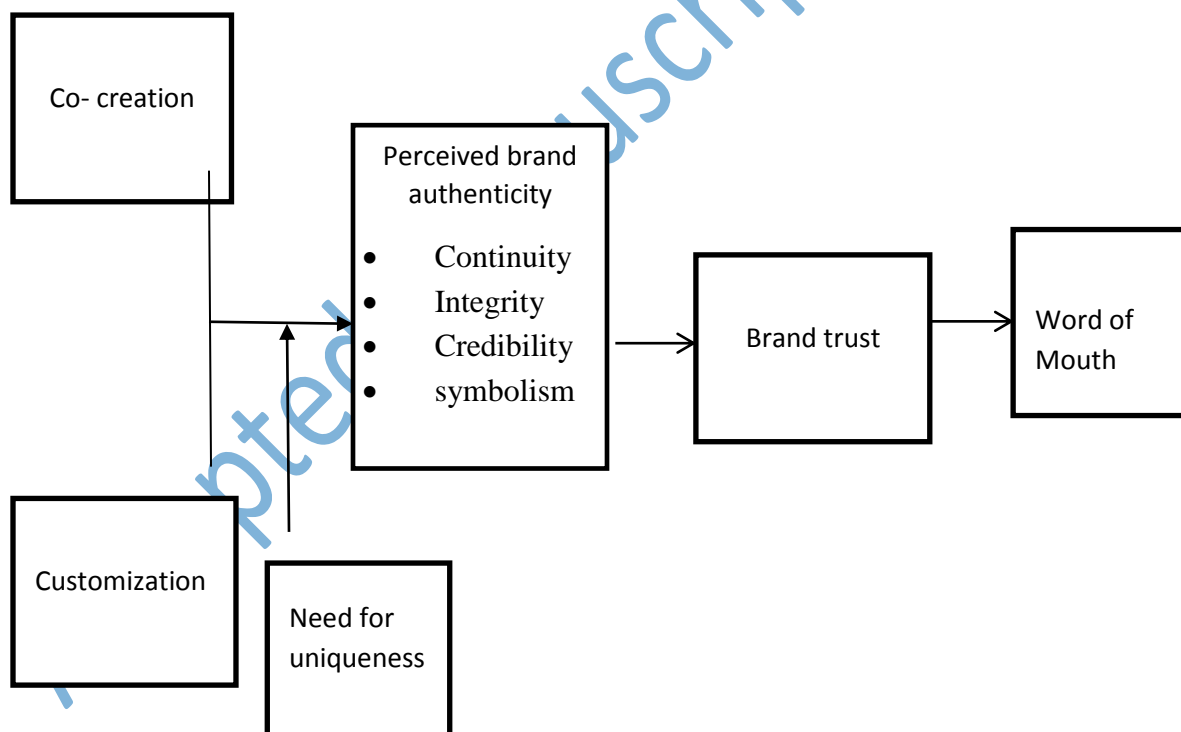 Co- creation
Perceived brand
authenticity
• Continuity
• Integrity
• Credibility
• symbolism
Brand trust
Word of
Mouth
Customization
Need for
uniqueness